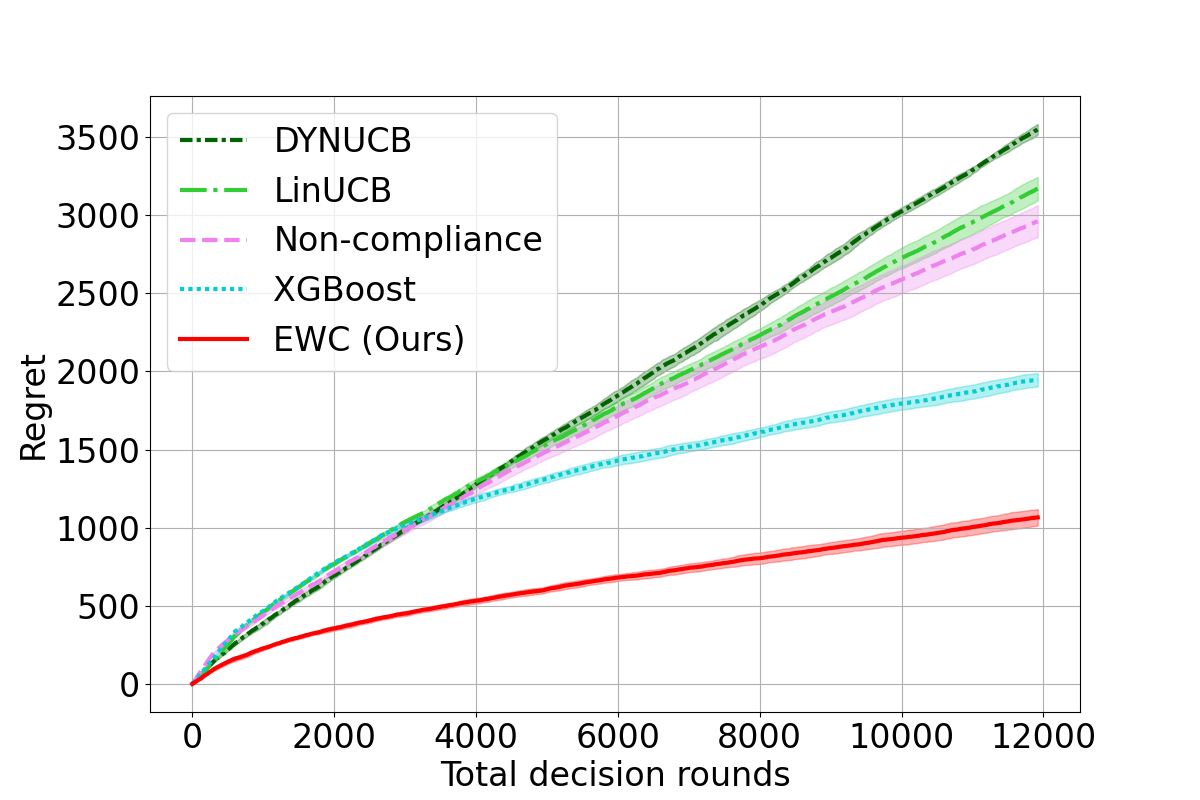 3500
3000
2500
2000
1500
1000
500
0
Regret
DYNUCB
LinUCB
Non-compliance
XGBoost
EWC (Ours)
0 2000 4000 6000 8000 10000 12000
Total decision rounds